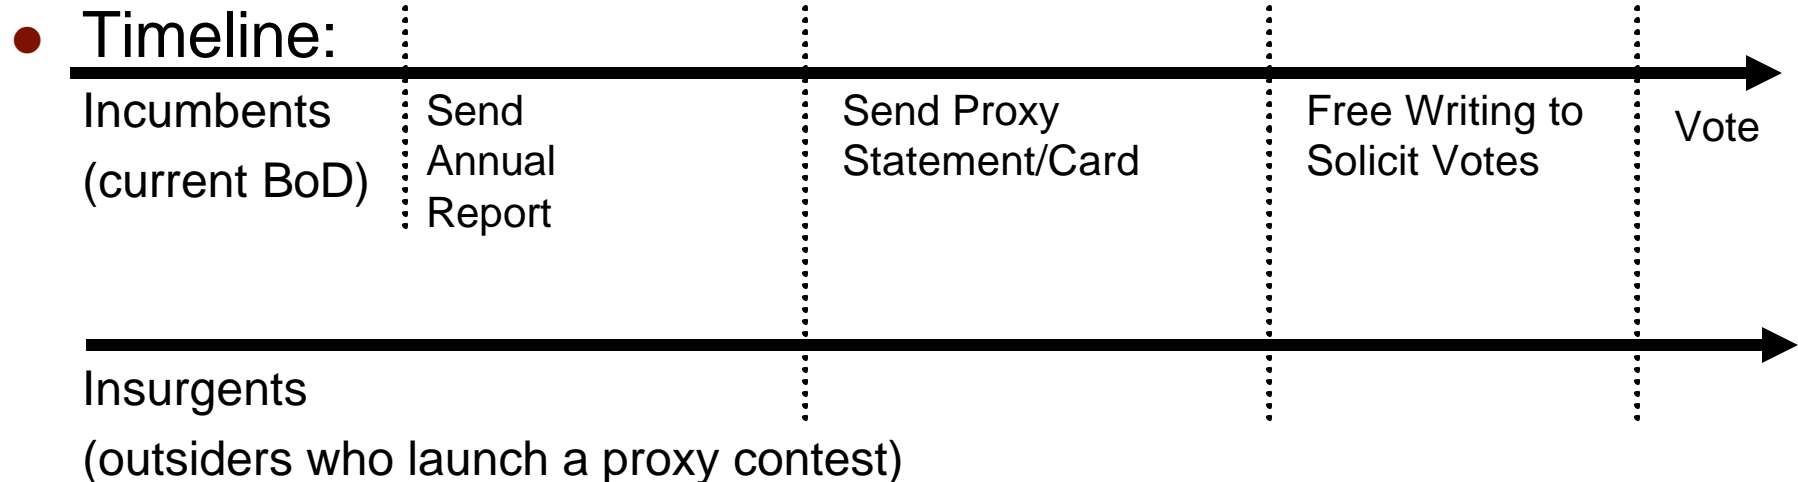 • Timeline:
Incumbents
(current BoD)
Send
Annual
Report
Send Proxy
Statement/Card
Free Writing to
Solicit Votes
Vote
Insurgents
(outsiders who launch a proxy contest)